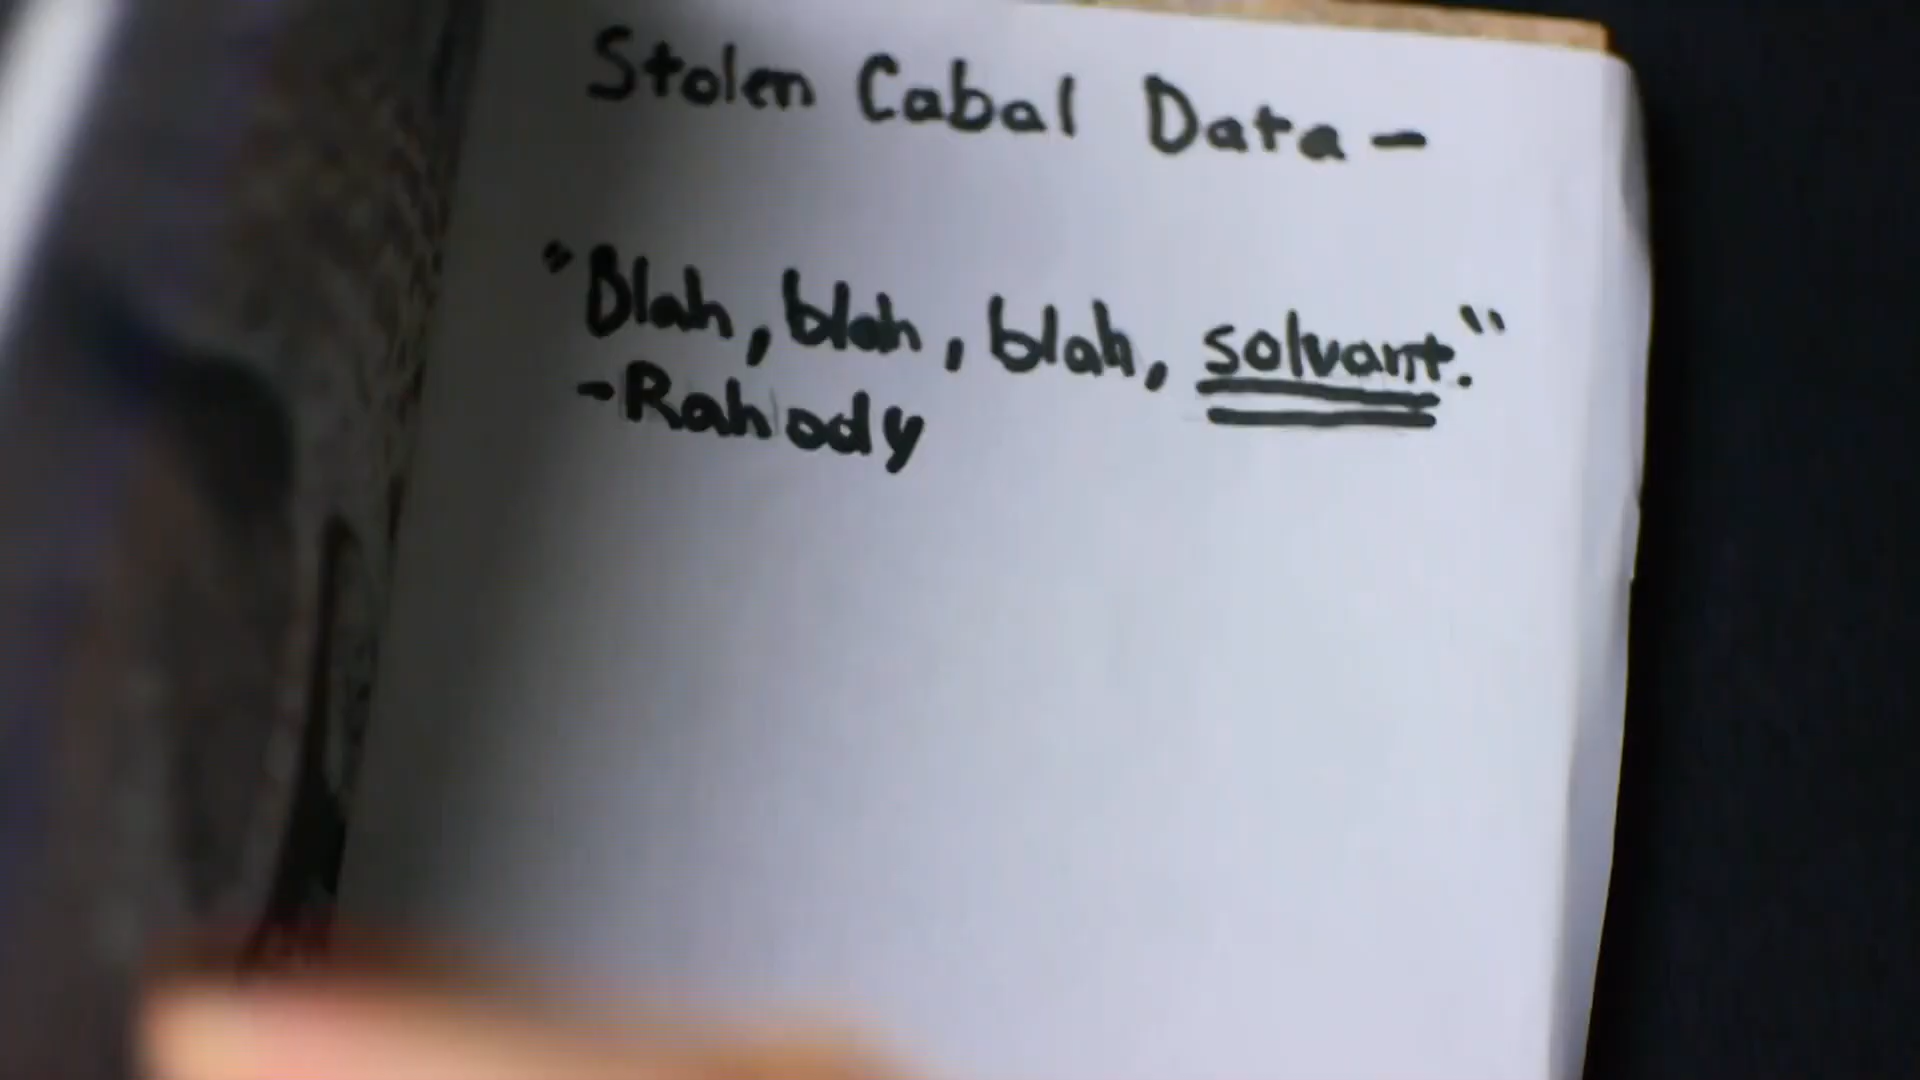 Stolen Cabal Data -
"Blah, blah, blah, solvant."
-Rahody